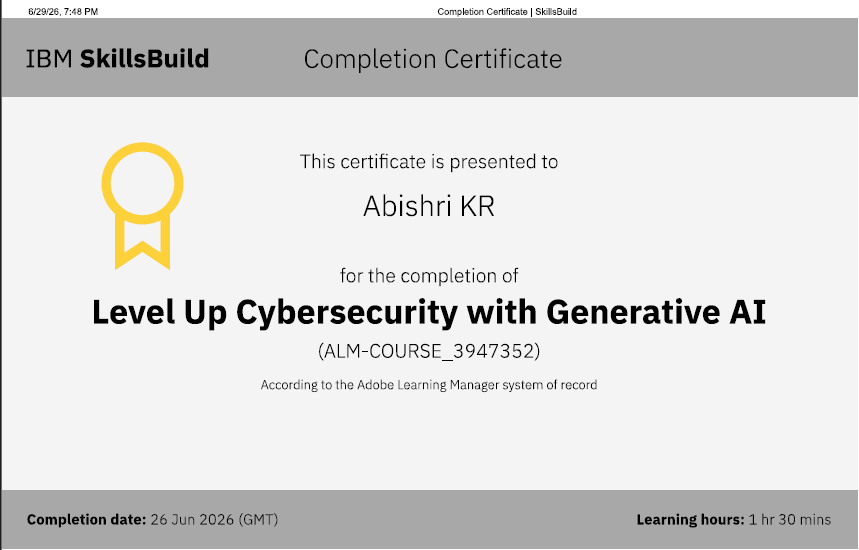 6/29/26, 7:48 PM Completion Certificate | SkillsBuild
IBM SkillsBuild Completion Certificate
This certificate is presented to
Abishri KR
for the completion of
Level Up Cybersecurity with Generative AI
(ALM-COURSE_3947352)
According to the Adobe Learning Manager system of record
Completion date: 26 Jun 2026 (GMT) Learning hours: 1 hr 30 mins